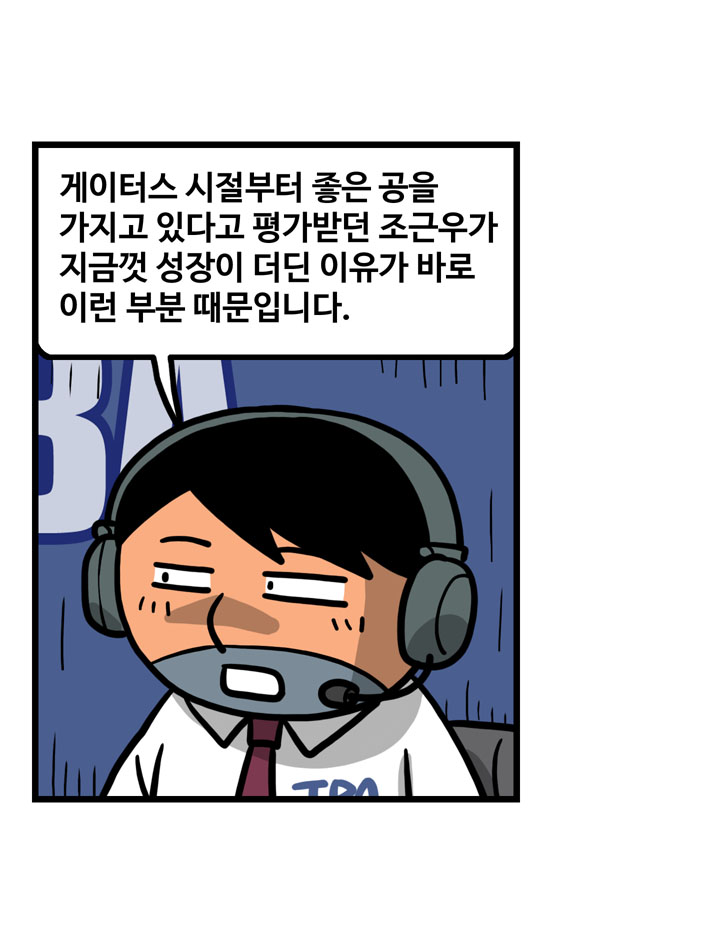 게이터스 시절부터 좋은 공을
가지고 있다고 평가받던 조근우가
지금껏 성장이 더딘 이유가 바로
이런 부분 때문입니다.